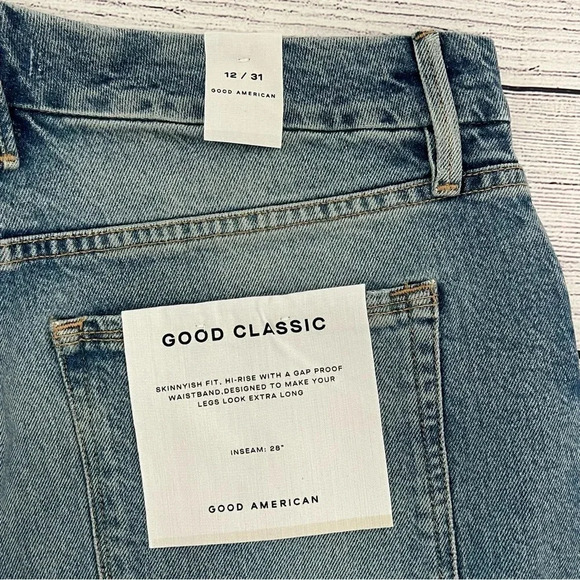 12 / 31
GOOD AMERICAN
GOOD CLASSIC
SKINNYISH FIT. HI-RISE WITH A GAP PROOF
WAISTBAND.DESIGNED TO MAKE YOUR
LEGS LOOK EXTRA LONG
INSEAM: 28"
GOOD AMERICAN